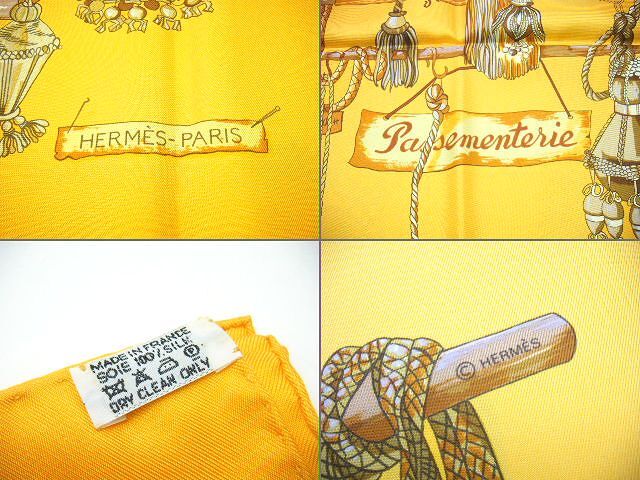 HERMÈS-PARIS
Passementerie
MADE IN FRANCE
SOIE 100% SILK
DRY CLEAN ONLY
© HERMÈS